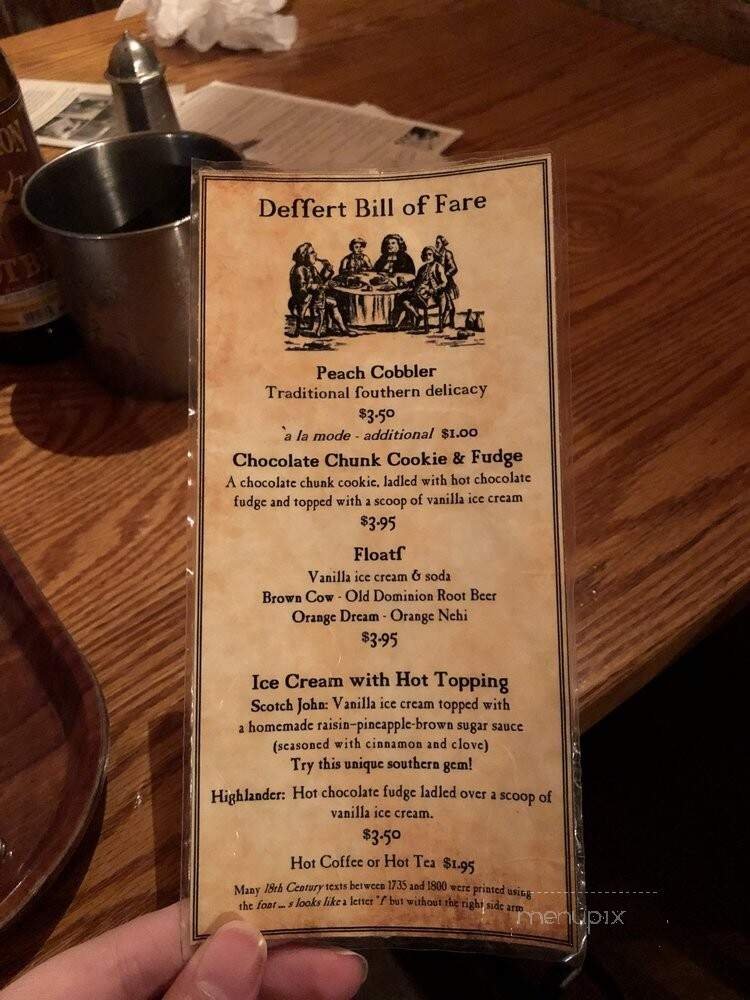 Deſſert Bill of Fare
Peach Cobbler
Traditional ſouthern delicacy
$3.50
`a la mode - additional $1.00
Chocolate Chunk Cookie & Fudge
A chocolate chunk cookie, ladled with hot chocolate
fudge and topped with a scoop of vanilla ice cream
$3.95
Floatſ
Vanilla ice cream & soda
Brown Cow - Old Dominion Root Beer
Orange Dream - Orange Nehi
$3.95
Ice Cream with Hot Topping
Scotch John: Vanilla ice cream topped with
a homemade raisin-pineapple-brown sugar sauce
(seasoned with cinnamon and clove)
Try this unique southern gem!
Highlander: Hot chocolate fudge ladled over a scoop of
vanilla ice cream.
$3.50
Hot Coffee or Hot Tea $1.95
Many 18th Century texts between 1735 and 1800 were printed using
the font ... s looks like a letter "f" but without the right side arm
menupix